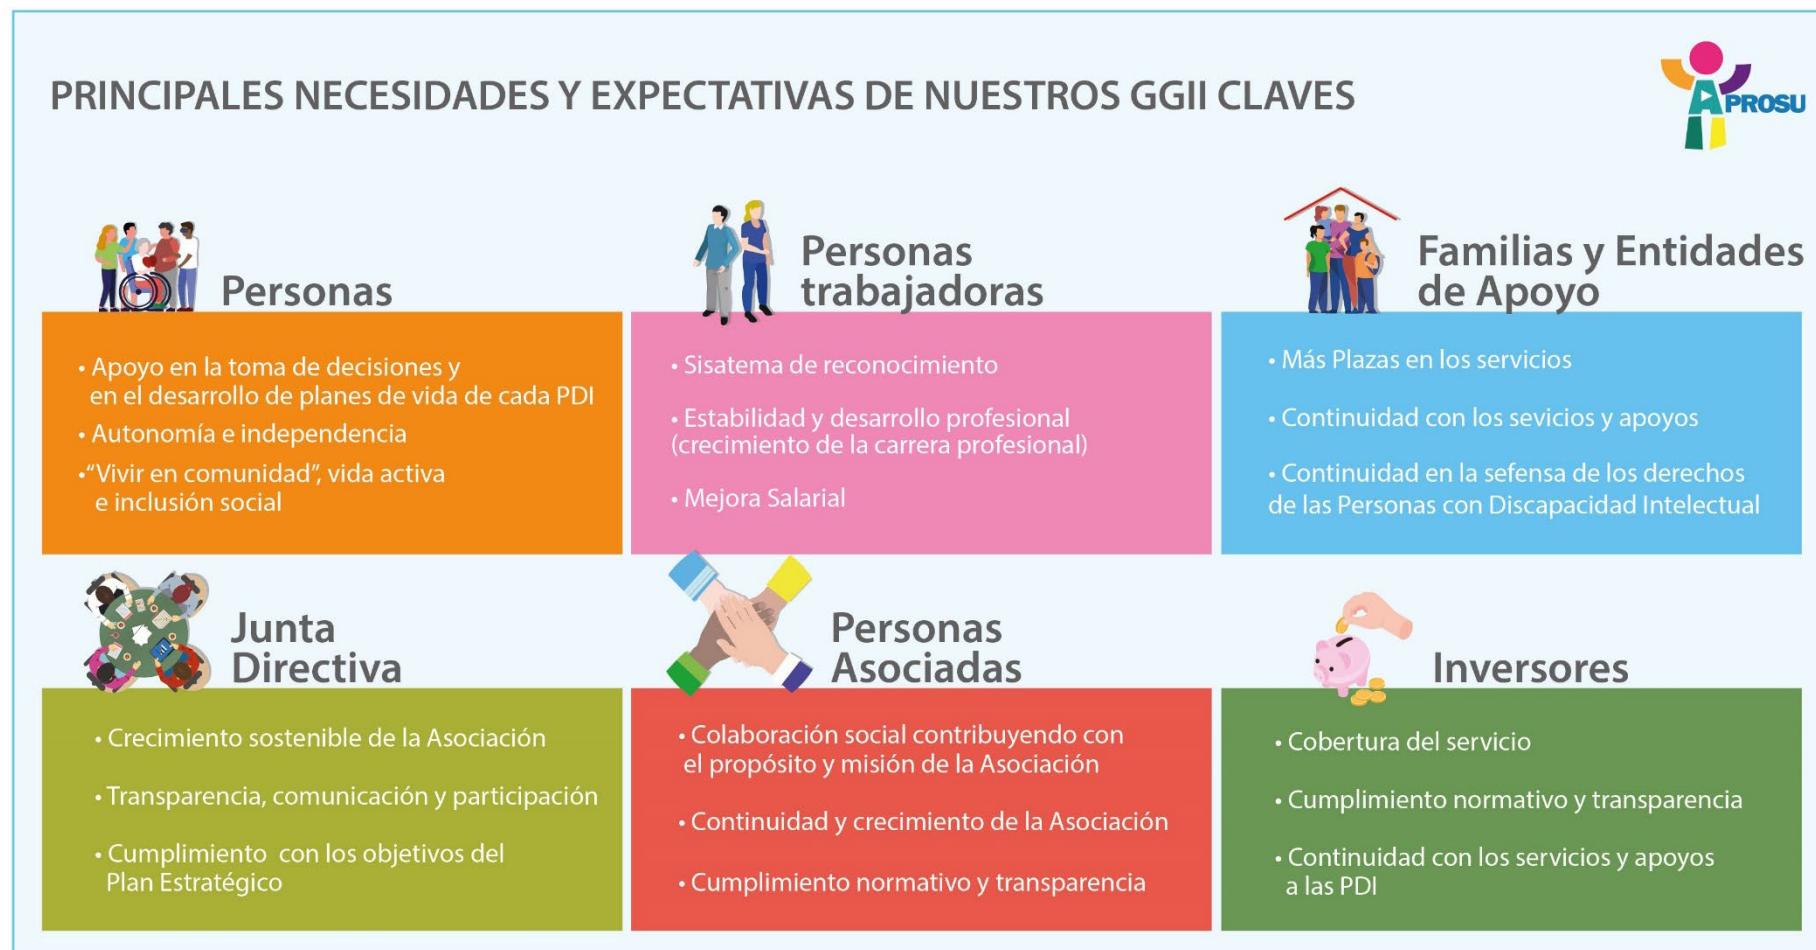 PRINCIPALES NECESIDADES Y EXPECTATIVAS DE NUESTROS GGII CLAVES
APROSU
Personas
• Apoyo en la toma de decisiones y
en el desarrollo de planes de vida de cada PDI
• Autonomía e independencia
• “Vivir en comunidad”, vida activa
e inclusión social
Personas
trabajadoras
• Sisatema de reconocimiento
• Estabilidad y desarrollo profesional
(crecimiento de la carrera profesional)
• Mejora Salarial
Familias y Entidades
de Apoyo
• Más Plazas en los servicios
• Continuidad con los sevicios y apoyos
• Continuidad en la sefensa de los derechos
de las Personas con Discapacidad Intelectual
Junta
Directiva
• Crecimiento sostenible de la Asociación
• Transparencia, comunicación y participación
• Cumplimiento con los objetivos del
Plan Estratégico
Personas
Asociadas
• Colaboración social contribuyendo con
el propósito y misión de la Asociación
• Continuidad y crecimiento de la Asociación
• Cumplimiento normativo y transparencia
Inversores
• Cobertura del servicio
• Cumplimiento normativo y transparencia
• Continuidad con los servicios y apoyos
a las PDI